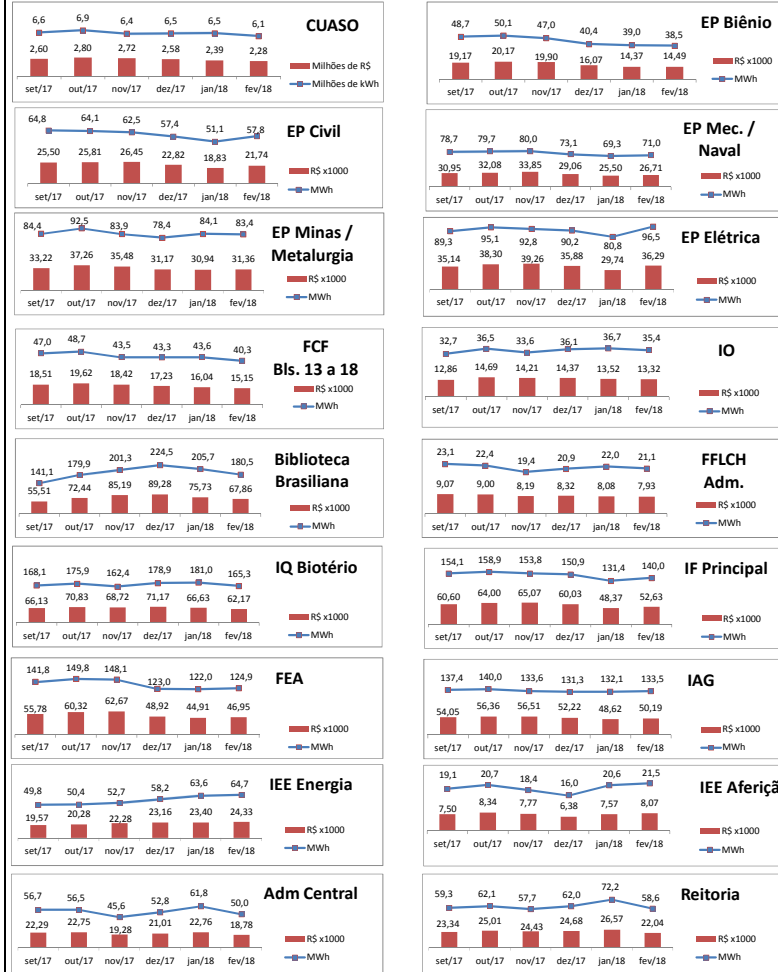 CUASO
6,6 6,9 6,4 6,5 6,5 6,1
2,60 2,80 2,72 2,58 2,39 2,28
set/17 out/17 nov/17 dez/17 jan/18 fev/18
Milhões de R$
Milhões de kWh
EP Biênio
48,7 50,1 47,0 40,4 39,0 38,5
19,17 20,17 19,90 16,07 14,37 14,49
set/17 out/17 nov/17 dez/17 jan/18 fev/18
R$ x1000
MWh
EP Civil
64,8 64,1 62,5 57,4 51,1 57,8
25,50 25,81 26,45 22,82 18,83 21,74
set/17 out/17 nov/17 dez/17 jan/18 fev/18
R$ x1000
MWh
EP Mec. /
Naval
78,7 79,7 80,0 73,1 69,3 71,0
30,95 32,08 33,85 29,06 25,50 26,71
set/17 out/17 nov/17 dez/17 jan/18 fev/18
R$ x1000
MWh
EP Minas /
Metalurgia
84,4 92,5 83,9 78,4 84,1 83,4
33,22 37,26 35,48 31,17 30,94 31,36
set/17 out/17 nov/17 dez/17 jan/18 fev/18
R$ x1000
MWh
EP Elétrica
89,3 95,1 92,8 90,2 80,8 96,5
35,14 38,30 39,26 35,88 29,74 36,29
set/17 out/17 nov/17 dez/17 jan/18 fev/18
R$ x1000
MWh
FCF
Bls. 13 a 18
47,0 48,7 43,5 43,3 43,6 40,3
18,51 19,62 18,42 17,23 16,04 15,15
set/17 out/17 nov/17 dez/17 jan/18 fev/18
R$ x1000
MWh
IO
32,7 36,5 33,6 36,1 36,7 35,4
12,86 14,69 14,21 14,37 13,52 13,32
set/17 out/17 nov/17 dez/17 jan/18 fev/18
R$ x1000
MWh
Biblioteca
Brasiliana
141,1 179,9 201,3 224,5 205,7 180,5
55,51 72,44 85,19 89,28 75,73 67,86
set/17 out/17 nov/17 dez/17 jan/18 fev/18
R$ x1000
MWh
FFLCH
Adm.
23,1 22,4 19,4 20,9 22,0 21,1
9,07 9,00 8,19 8,32 8,08 7,93
set/17 out/17 nov/17 dez/17 jan/18 fev/18
R$ x1000
MWh
IQ Biotério
168,1 175,9 162,4 178,9 181,0 165,3
66,13 70,83 68,72 71,17 66,63 62,17
set/17 out/17 nov/17 dez/17 jan/18 fev/18
R$ x1000
MWh
IF Principal
154,1 158,9 153,8 150,9 131,4 140,0
60,60 64,00 65,07 60,03 48,37 52,63
set/17 out/17 nov/17 dez/17 jan/18 fev/18
R$ x1000
MWh
FEA
141,8 149,8 148,1 123,0 122,0 124,9
55,78 60,32 62,67 48,92 44,91 46,95
set/17 out/17 nov/17 dez/17 jan/18 fev/18
R$ x1000
MWh
IAG
137,4 140,0 133,6 131,3 132,1 133,5
54,05 56,36 56,51 52,22 48,62 50,19
set/17 out/17 nov/17 dez/17 jan/18 fev/18
R$ x1000
MWh
IEE Energia
49,8 50,4 52,7 58,2 63,6 64,7
19,57 20,28 22,28 23,16 23,40 24,33
set/17 out/17 nov/17 dez/17 jan/18 fev/18
R$ x1000
MWh
IEE Aferiçã
19,1 20,7 18,4 16,0 20,6 21,5
7,50 8,34 7,77 6,38 7,57 8,07
set/17 out/17 nov/17 dez/17 jan/18 fev/18
R$ x1000
MWh
Adm Central
56,7 56,5 45,6 52,8 61,8 50,0
22,29 22,75 19,28 21,01 22,76 18,78
set/17 out/17 nov/17 dez/17 jan/18 fev/18
R$ x1000
MWh
Reitoria
59,3 62,1 57,7 62,0 72,2 58,6
23,34 25,01 24,43 24,68 26,57 22,04
set/17 out/17 nov/17 dez/17 jan/18 fev/18
R$ x1000
MWh